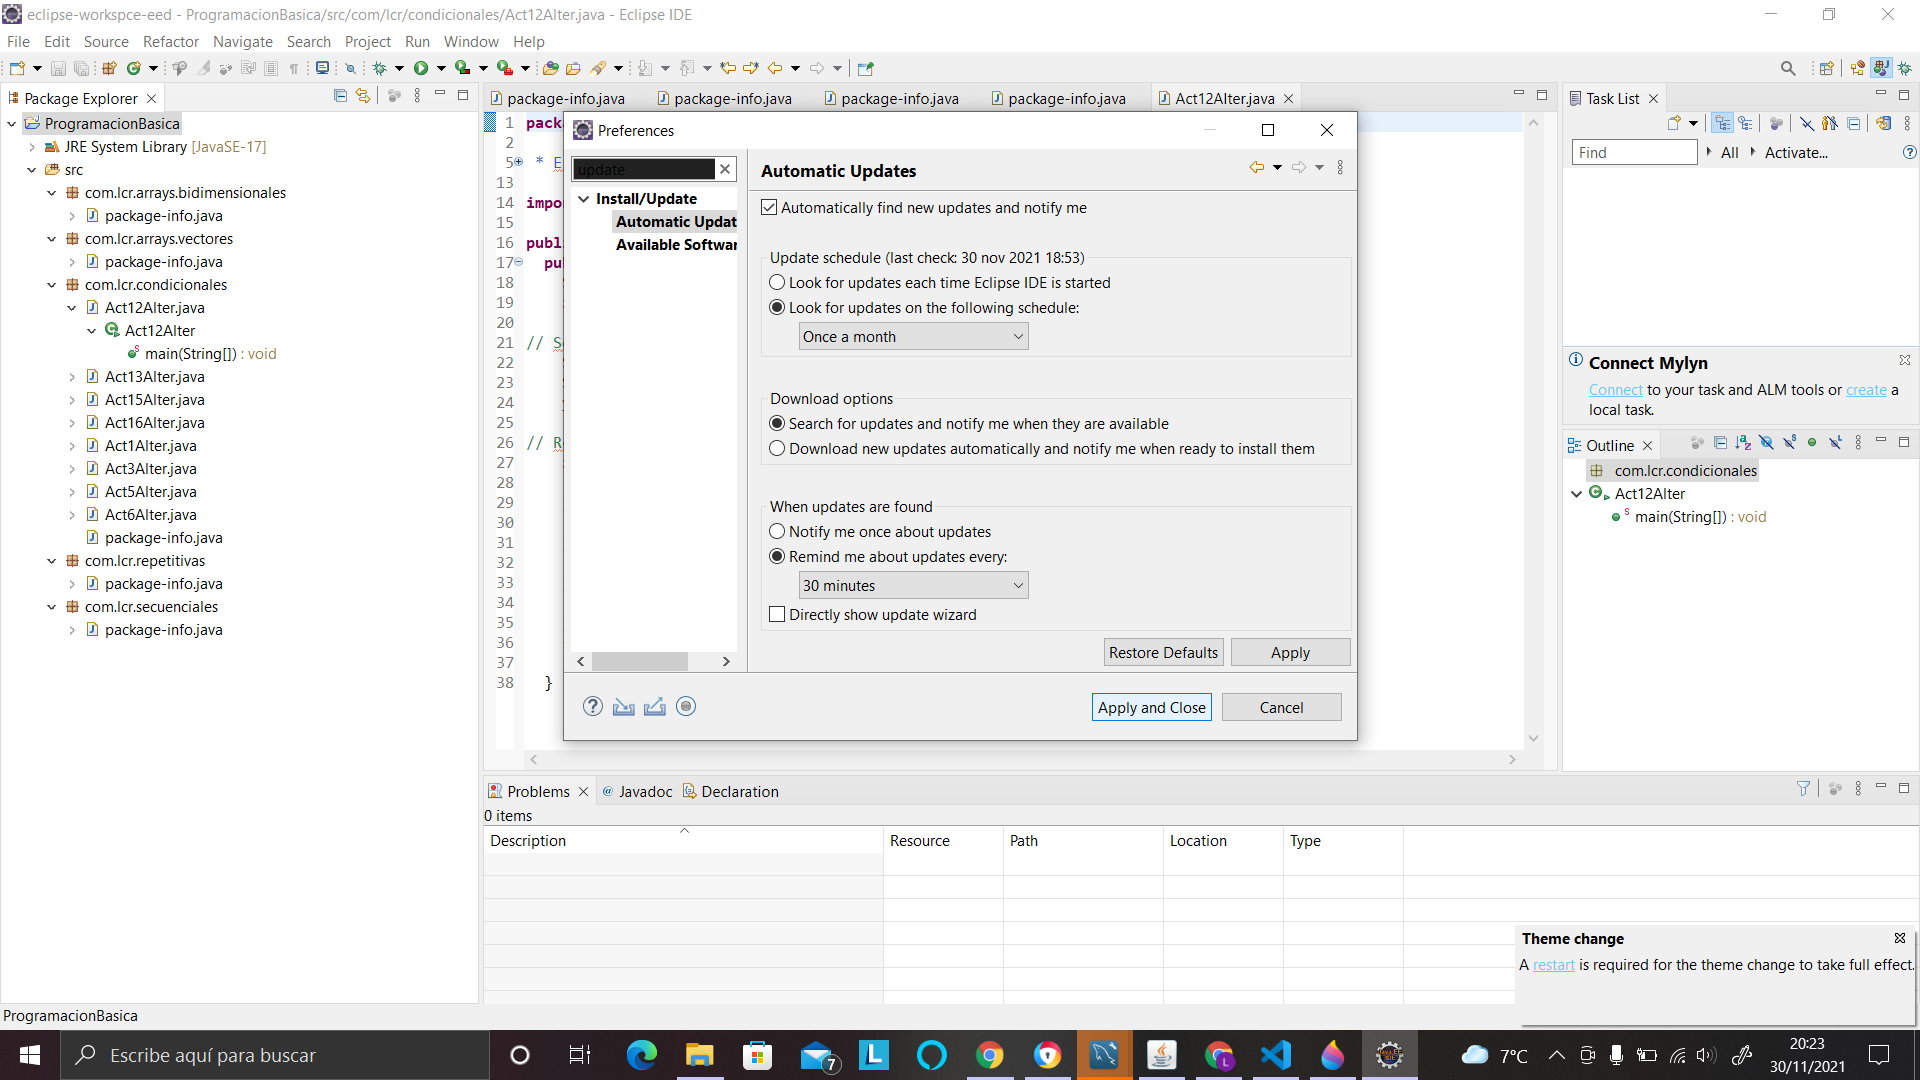 eclipse-workspce-eed - ProgramacionBasica/src/com/lcr/condicionales/Act12Alter.java - Eclipse IDE
File Edit Source Refactor Navigate Search Project Run Window Help
Package Explorer
ProgramacionBasica
JRE System Library [JavaSE-17]
src
com.lcr.arrays.bidimensionales
package-info.java
com.lcr.arrays.vectores
package-info.java
com.lcr.condicionales
Act12Alter.java
Act12Alter
main(String[]) : void
Act13Alter.java
Act15Alter.java
Act16Alter.java
Act1Alter.java
Act3Alter.java
Act5Alter.java
Act6Alter.java
package-info.java
com.lcr.repetitivas
package-info.java
com.lcr.secuenciales
package-info.java
package-info.java package-info.java package-info.java package-info.java Act12Alter.java
1 pack
2
5 * E
13
14 impo
15
16 publ
17 pu
18
19
20
21 // S
22
23
24
25
26 // R
27
28
29
30
31
32
33
34
35
36
37
38 }
Preferences
update
Install/Update
Automatic Updat
Available Softwar
Automatic Updates
Automatically find new updates and notify me
Update schedule (last check: 30 nov 2021 18:53)
Look for updates each time Eclipse IDE is started
Look for updates on the following schedule:
Once a month
Download options
Search for updates and notify me when they are available
Download new updates automatically and notify me when ready to install them
When updates are found
Notify me once about updates
Remind me about updates every:
30 minutes
Directly show update wizard
Restore Defaults Apply
Apply and Close Cancel
Task List
Find All Activate...
Connect Mylyn
Connect to your task and ALM tools or create a
local task.
Outline
com.lcr.condicionales
Act12Alter
main(String[]) : void
Problems Javadoc Declaration
0 items
Description Resource Path Location Type
Theme change
A restart is required for the theme change to take full effect.
ProgramacionBasica
Escribe aquí para buscar
7
L
L
7°C
20:23
30/11/2021